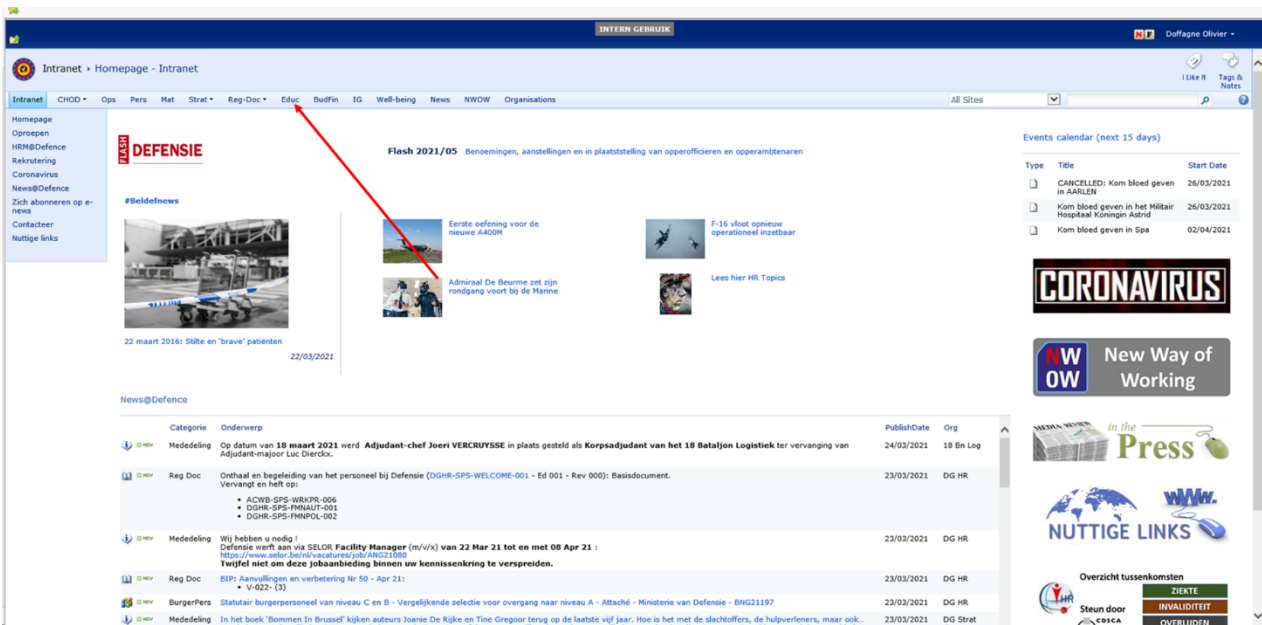 INTERN GEBRUIK
N F Doffagne Olivier
Intranet Homepage - Intranet
I Like It
Tags & Notes
Intranet CHOD Ops Pers Mat Strat Reg-Doc Educ BudFin IG Well-being News NWOW Organisations
All Sites
Homepage
Oproepen
HRM@Defence
Rekrutering
Coronavirus
News@Defence
Zich abonneren op e-
news
Contacteer
Nuttige links
FLASH DEFENSIE
Flash 2021/05 Benoemingen, aanstellingen en in plaatststelling van opperofficieren en opperambtenaren
#Beldefnews
22 maart 2016: Stilte en 'brave' patiënten
22/03/2021
Eerste oefening voor de
nieuwe A400M
Admiraal De Beurme zet zijn
rondgang voort bij de Marine
F-16 vloot opnieuw
operationeel inzetbaar
Lees hier HR Topics
Events calendar (next 15 days)
Type Title Start Date
CANCELLED: Kom bloed geven 26/03/2021
in AARLEN
Kom bloed geven in het Militair 26/03/2021
Hospitaal Koningin Astrid
Kom bloed geven in Spa 02/04/2021
CORONAVIRUS
NW
OW
New Way of
Working
MEDIA REVIEW
in the
Press
www.
NUTTIGE LINKS
Overzicht tussenkomsten
HR
Steun door
CDSCA
ZIEKTE
INVALIDITEIT
OVERLIJDEN
News@Defence
Categorie Onderwerp PublishDate Org
NEW Mededeling Op datum van 18 maart 2021 werd Adjudant-chef Joeri VERCRUYSSE in plaats gesteld als Korpsadjudant van het 18 Bataljon Logistiek ter vervanging van 24/03/2021 18 Bn Log
Adjudant-majoor Luc Dierckx.
NEW Reg Doc Onthaal en begeleiding van het personeel bij Defensie (DGHR-SPS-WELCOME-001 - Ed 001 - Rev 000): Basisdocument. 23/03/2021 DG HR
Vervangt en heft op:
• ACWB-SPS-WRKPR-006
• DGHR-SPS-FMNAUT-001
• DGHR-SPS-FMNPOL-002
NEW Mededeling Wij hebben u nodig ! 23/03/2021 DG HR
Defensie werft aan via SELOR Facility Manager (m/v/x) van 22 Mar 21 tot en met 08 Apr 21 :
https://www.selor.be/nl/vacatures/job/ANG21080
Twijfel niet om deze jobaanbieding binnen uw kennissenkring te verspreiden.
NEW Reg Doc BIP: Aanvullingen en verbetering Nr 50 - Apr 21: 23/03/2021 DG HR
• V-022- (3)
NEW BurgerPers Statutair burgerpersoneel van niveau C en B - Vergelijkende selectie voor overgang naar niveau A - Attaché - Ministerie van Defensie - BNG21197 23/03/2021 DG HR
NEW Mededeling In het boek 'Bommen In Brussel' kijken auteurs Joanie De Rijke en Tine Gregoor terug op de laatste vijf jaar. Hoe is het met de slachtoffers, de hulpverleners, maar ook... 23/03/2021 DG Strat